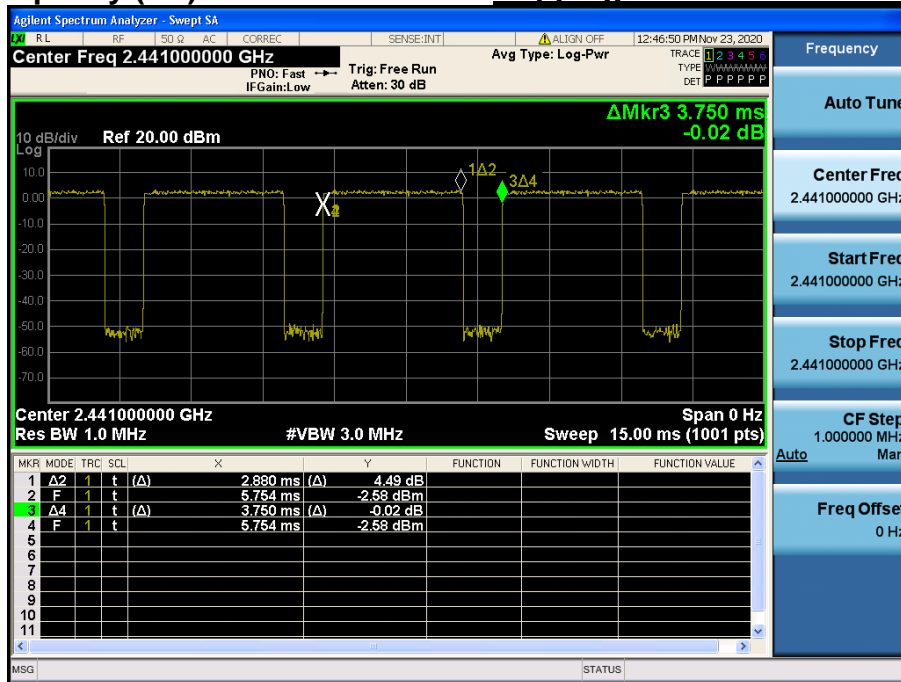 Agilent Spectrum Analyzer - Swept SA
LXI RL RF 50 Ω AC CORREC SENSE:INT ALIGN OFF 12:46:50 PM Nov 23, 2020
Center Freq 2.441000000 GHz Avg Type: Log-Pwr TRACE 1 2 3 4 5 6
PNO: Fast Trig: Free Run TYPE WWWWWW
IFGain:Low Atten: 30 dB DET P P P P P P
ΔMkr3 3.750 ms
-0.02 dB
10 dB/div Ref 20.00 dBm
Log
10.0
0.00
-10.0
-20.0
-30.0
-40.0
-50.0
-60.0
-70.0
1Δ2
3Δ4
X
Center 2.441000000 GHz Span 0 Hz
Res BW 1.0 MHz #VBW 3.0 MHz Sweep 15.00 ms (1001 pts)
MKR MODE TRC SCL X Y FUNCTION FUNCTION WIDTH FUNCTION VALUE
1 Δ2 1 t (Δ) 2.880 ms (Δ) 4.49 dB
2 F 1 t 5.754 ms -2.58 dBm
3 Δ4 1 t (Δ) 3.750 ms (Δ) -0.02 dB
4 F 1 t 5.754 ms -2.58 dBm
5
6
7
8
9
10
11
MSG STATUS
Frequency
Auto Tune
Center Freq
2.441000000 GHz
Start Freq
2.441000000 GHz
Stop Freq
2.441000000 GHz
CF Step
1.000000 MHz
Auto Man
Freq Offset
0 Hz